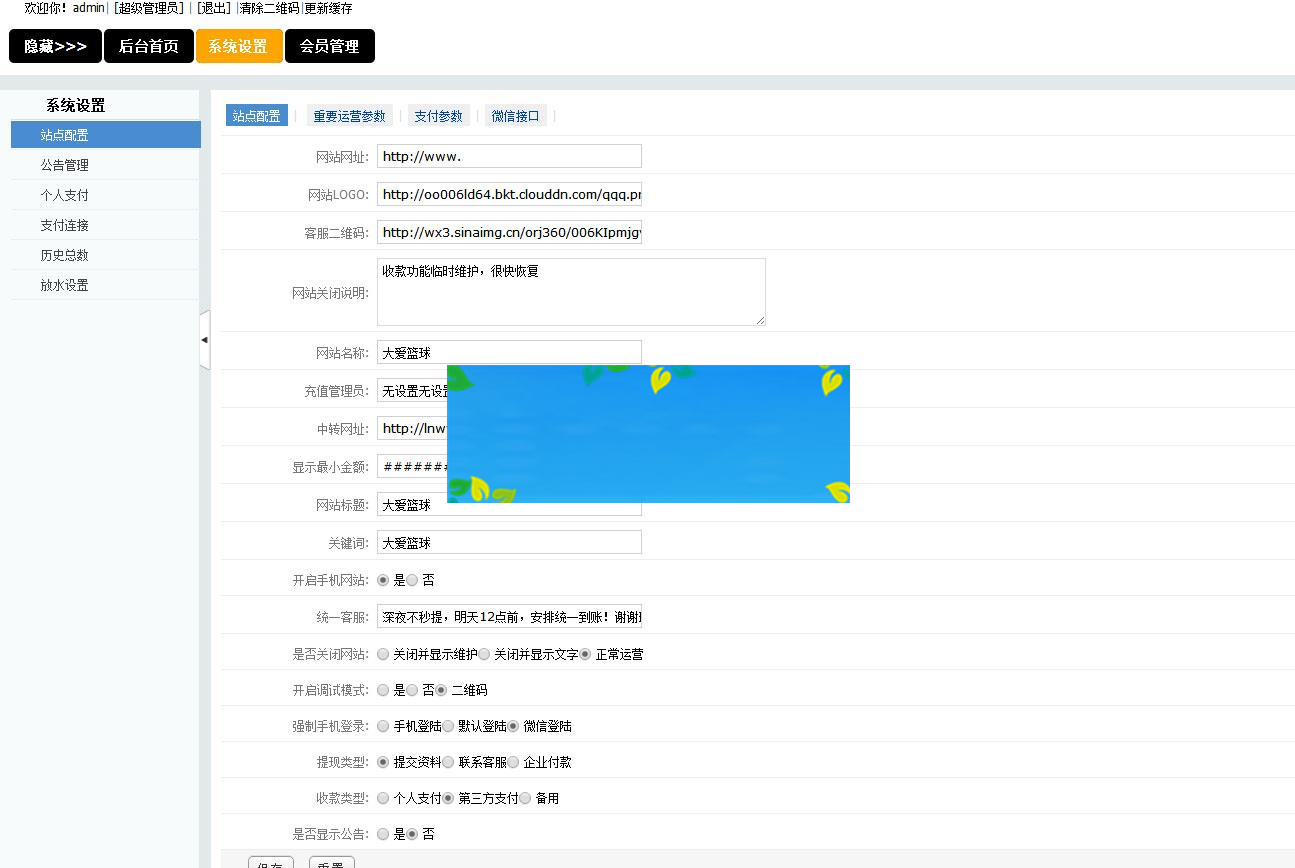 欢迎你！admin| [超级管理员] | [退出] |清除二维码|更新缓存
隐藏>>> 后台首页 系统设置 会员管理
系统设置
站点配置
公告管理
个人支付
支付连接
历史总数
放水设置
站点配置 | 重要运营参数 | 支付参数 | 微信接口 |
网站网址: http://www.
网站LOGO: http://oo006ld64.bkt.clouddn.com/qqq.pr
客服二维码: http://wx3.sinaimg.cn/orj360/006KIpmjg
网站关闭说明: 收款功能临时维护，很快恢复
网站名称: 大爱篮球
充值管理员: 无设置无设
中转网址: http://lnw
显示最小金额: ######
网站标题: 大爱篮球
关键词: 大爱篮球
开启手机网站: 是 否
统一客服: 深夜不秒提，明天12点前，安排统一到账！谢谢
是否关闭网站: 关闭并显示维护 关闭并显示文字 正常运营
开启调试模式: 是 否 二维码
强制手机登录: 手机登陆 默认登陆 微信登陆
提现类型: 提交资料 联系客服 企业付款
收款类型: 个人支付 第三方支付 备用
是否显示公告: 是 否
保存 重置